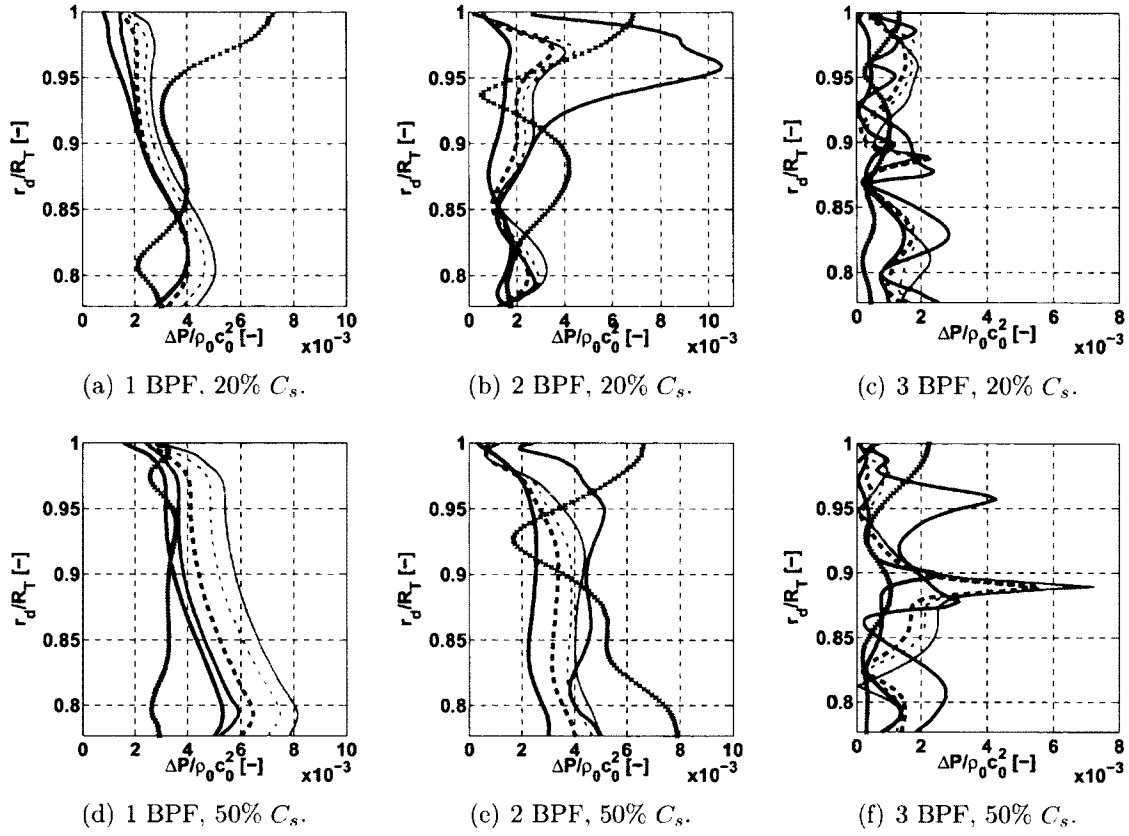 1
0.95
0.9
0.85
0.8
r_d/R_T [-]
0 2 4 6 8 10
ΔP/ρ₀c₀² [-]
x10⁻³
(a) 1 BPF, 20% C_s.
1
0.95
0.9
0.85
0.8
r_d/R_T [-]
0 2 4 6 8 10
ΔP/ρ₀c₀² [-]
x10⁻³
(b) 2 BPF, 20% C_s.
1
0.95
0.9
0.85
0.8
r_d/R_T [-]
0 2 4 6 8
ΔP/ρ₀c₀² [-]
x10⁻³
(c) 3 BPF, 20% C_s.
1
0.95
0.9
0.85
0.8
r_d/R_T [-]
0 2 4 6 8 10
ΔP/ρ₀c₀² [-]
x10⁻³
(d) 1 BPF, 50% C_s.
1
0.95
0.9
0.85
0.8
r_d/R_T [-]
0 2 4 6 8 10
ΔP/ρ₀c₀² [-]
x10⁻³
(e) 2 BPF, 50% C_s.
1
0.95
0.9
0.85
0.8
r_d/R_T [-]
0 2 4 6 8
ΔP/ρ₀c₀² [-]
x10⁻³
(f) 3 BPF, 50% C_s.